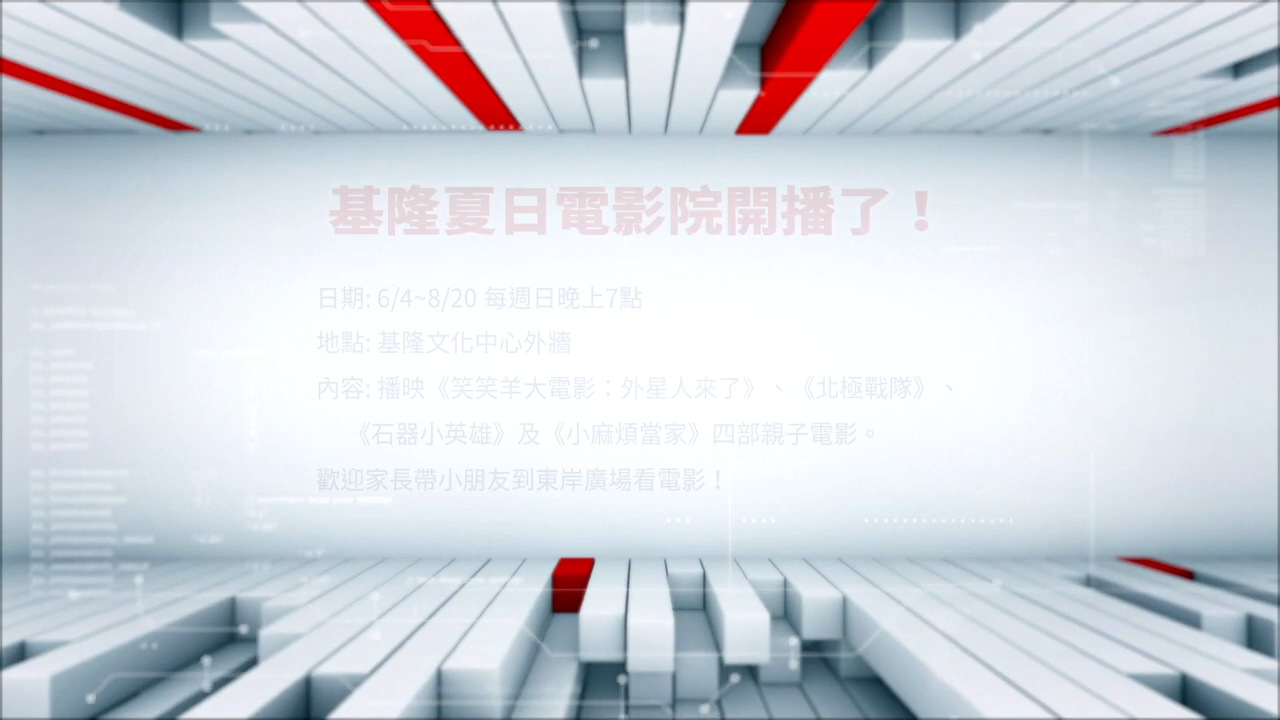 基隆夏日電影院開播了！
日期: 6/4~8/20 每週日晚上7點
地點: 基隆文化中心外牆
內容: 播映《笑笑羊大電影：外星人來了》、《北極戰隊》、
《石器小英雄》及《小麻煩當家》四部親子電影。
歡迎家長帶小朋友到東岸廣場看電影！